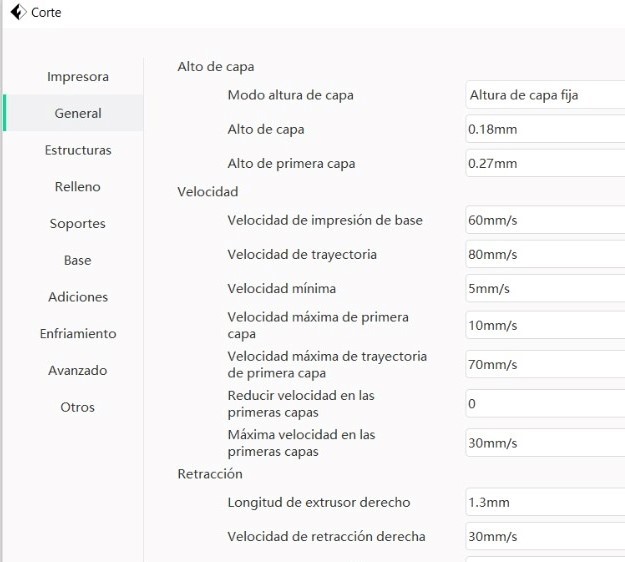 Corte
Impresora
General
Estructuras
Relleno
Soportes
Base
Adiciones
Enfriamiento
Avanzado
Otros
Alto de capa
Modo altura de capa Altura de capa fija
Alto de capa 0.18mm
Alto de primera capa 0.27mm
Velocidad
Velocidad de impresión de base 60mm/s
Velocidad de trayectoria 80mm/s
Velocidad mínima 5mm/s
Velocidad máxima de primera
capa 10mm/s
Velocidad máxima de trayectoria
de primera capa 70mm/s
Reducir velocidad en las
primeras capas 0
Máxima velocidad en las
primeras capas 30mm/s
Retracción
Longitud de extrusor derecho 1.3mm
Velocidad de retracción derecha 30mm/s